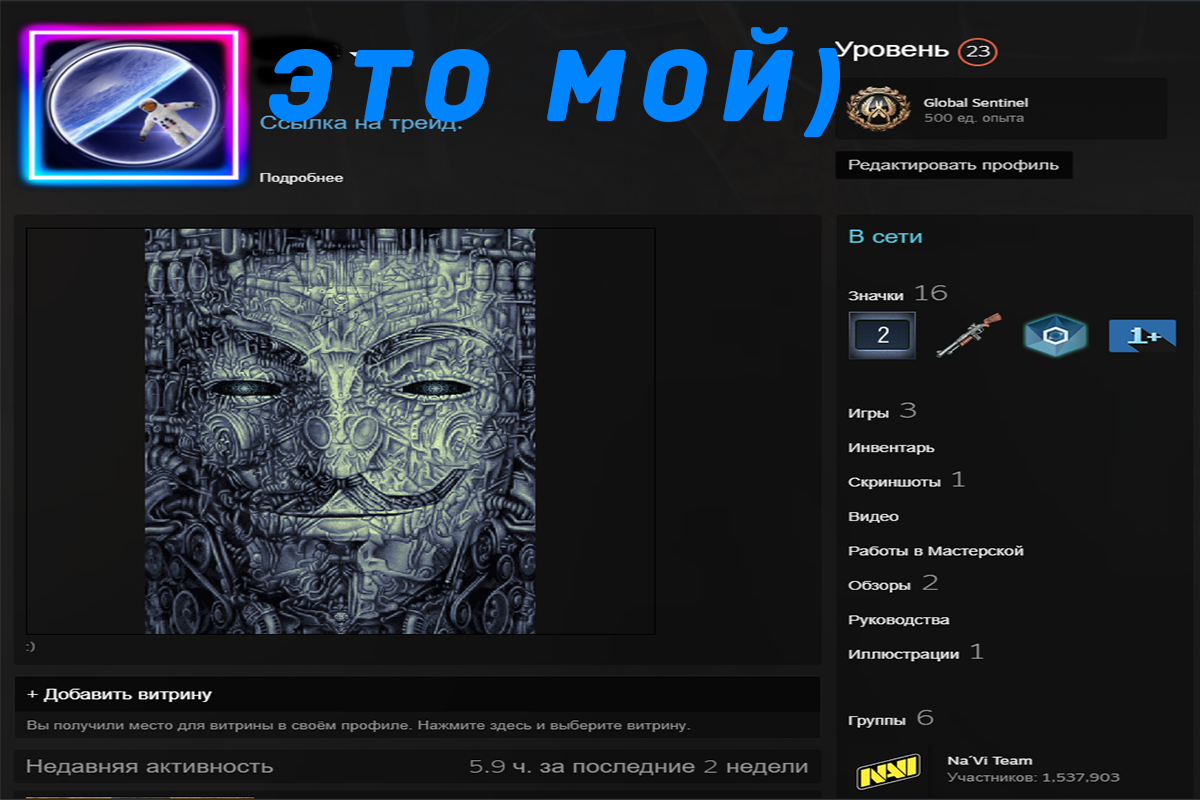 ЭТО МОЙ)
Ссылка на трейд:
Подробнее
Уровень 23
Global Sentinel
500 ед. опыта
Редактировать профиль
:)
+ Добавить витрину
Вы получили место для витрины в своём профиле. Нажмите здесь и выберите витрину.
Недавняя активность 5.9 ч. за последние 2 недели
В сети
Значки 16
2
1+
Игры 3
Инвентарь
Скриншоты 1
Видео
Работы в Мастерской
Обзоры 2
Руководства
Иллюстрации 1
Группы 6
NAVI
Na´Vi Team
Участников: 1,537,903